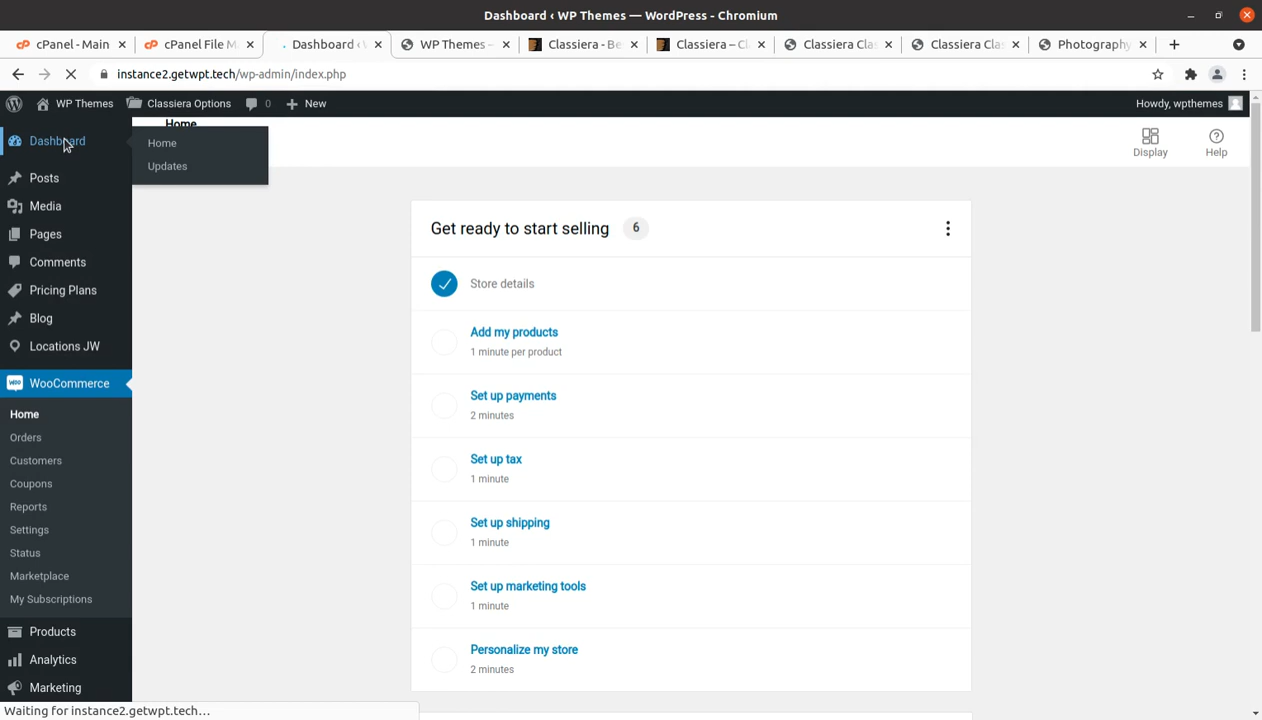 Dashboard ‹ WP Themes — WordPress - Chromium
cPanel - Main
cPanel File M
Dashboard ‹
WP Themes –
Classiera - Be
Classiera – Cl
Classiera Cla
Classiera Clas
Photography
instance2.getwpt.tech/wp-admin/index.php
WP Themes
Classiera Options
0
New
Howdy, wpthemes
Home
Dashboard
Home
Updates
Display
Help
Posts
Media
Pages
Comments
Pricing Plans
Blog
Locations JW
WooCommerce
Home
Orders
Customers
Coupons
Reports
Settings
Status
Marketplace
My Subscriptions
Products
Analytics
Marketing
Get ready to start selling 6
Store details
Add my products
1 minute per product
Set up payments
2 minutes
Set up tax
1 minute
Set up shipping
1 minute
Set up marketing tools
1 minute
Personalize my store
2 minutes
Waiting for instance2.getwpt.tech...